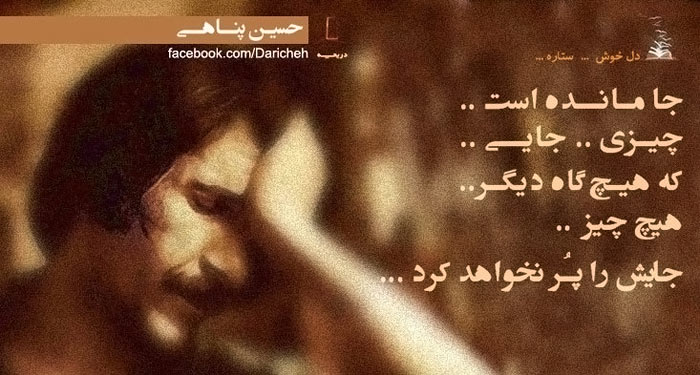 حسین پناهی
facebook.com/Daricheh
دریچه
دل خوش ... ستاره ...
جا مانده است ..
چیزی .. جایی ..
که هیچ گاه دیگر..
هیچ چیز ..
جایش را پُر نخواهد کرد ...